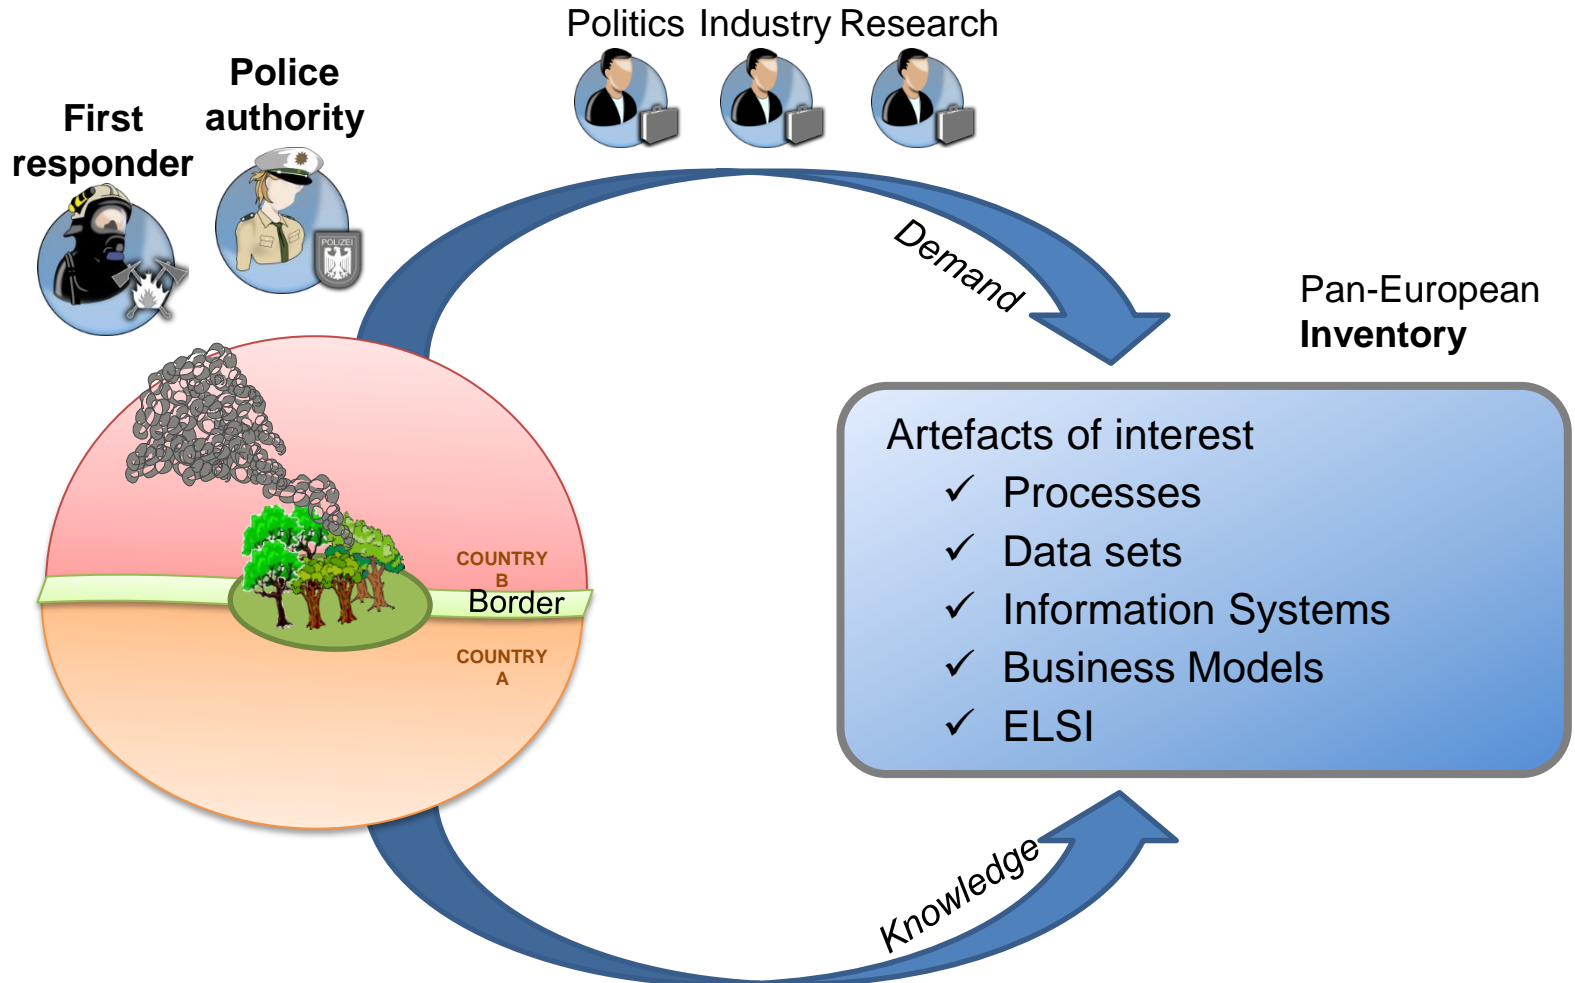 Politics Industry Research
Police
authority
First
responder
POLIZEI
Demand
Pan-European
Inventory
Artefacts of interest
✓ Processes
✓ Data sets
✓ Information Systems
✓ Business Models
✓ ELSI
COUNTRY
B
Border
COUNTRY
A
Knowledge